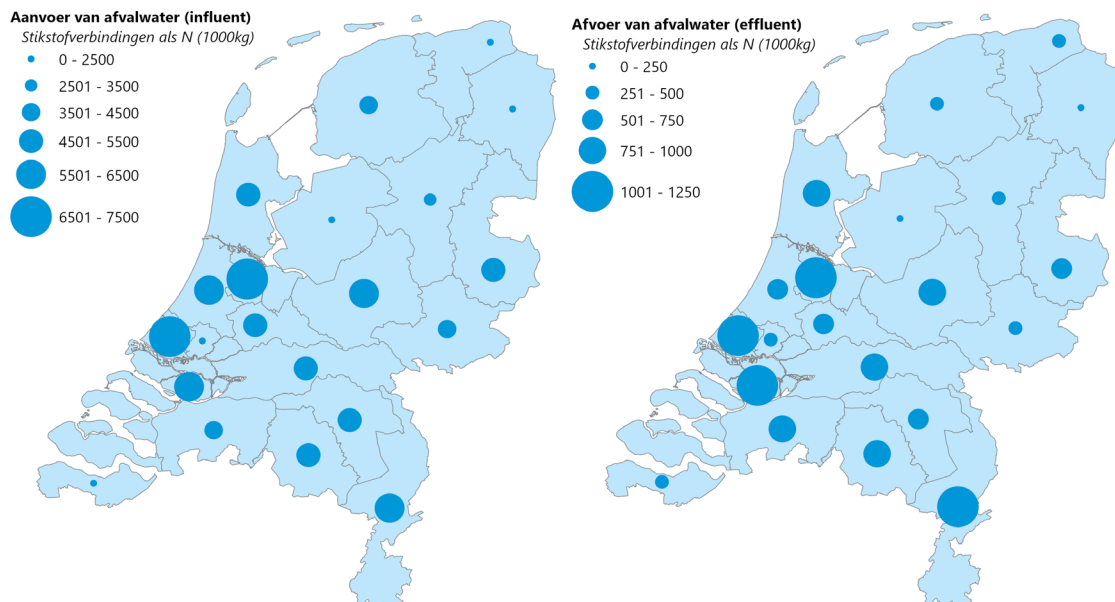 Aanvoer van afvalwater (influent)
Stikstofverbindingen als N (1000kg)
0 - 2500
2501 - 3500
3501 - 4500
4501 - 5500
5501 - 6500
6501 - 7500
Afvoer van afvalwater (effluent)
Stikstofverbindingen als N (1000kg)
0 - 250
251 - 500
501 - 750
751 - 1000
1001 - 1250